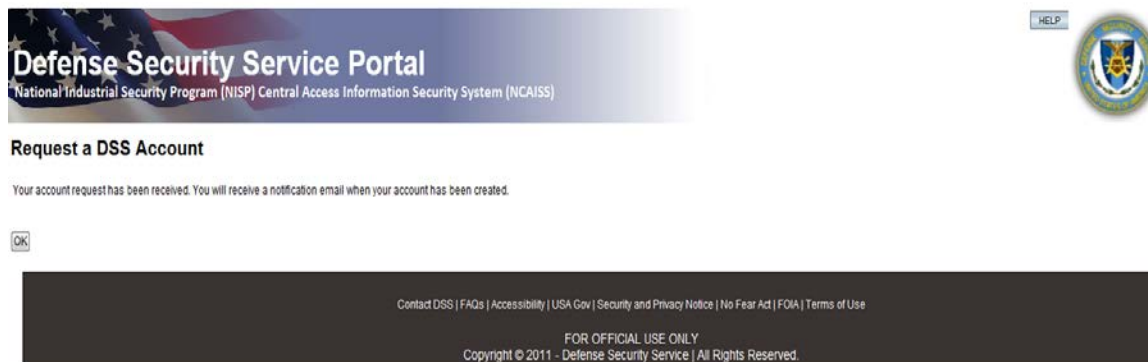 HELP
Defense Security Service Portal
National Industrial Security Program (NISP) Central Access Information Security System (NCAISS)
Request a DSS Account
Your account request has been received. You will receive a notification email when your account has been created.
OK
Contact DSS | FAQs | Accessibility | USA Gov | Security and Privacy Notice | No Fear Act | FOIA | Terms of Use
FOR OFFICIAL USE ONLY
Copyright © 2011 - Defense Security Service | All Rights Reserved.